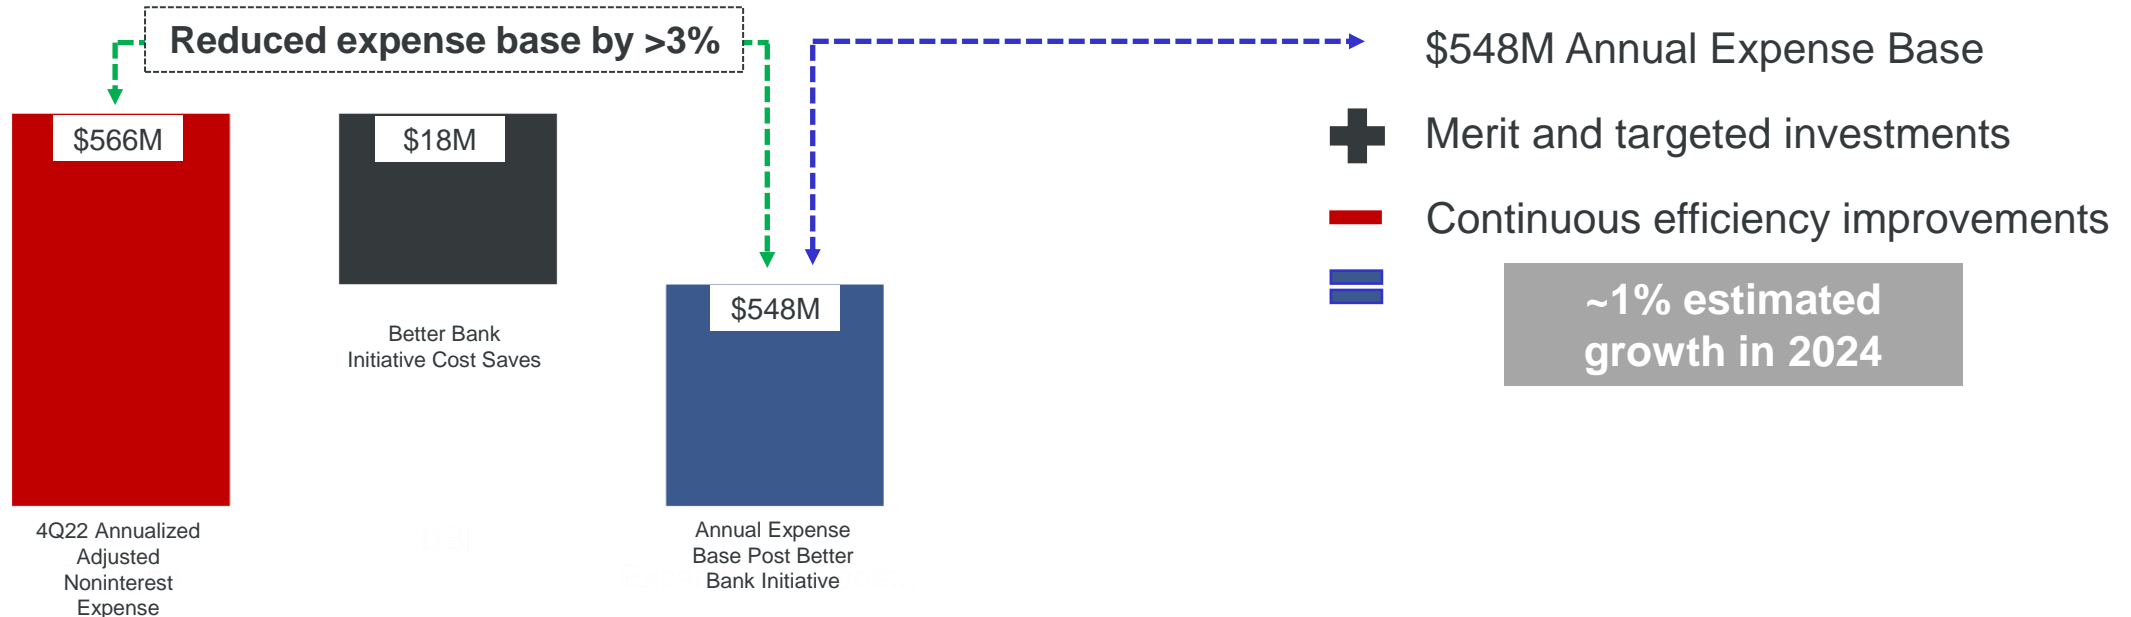 Reduced expense base by >3%
$566M
4Q22 Annualized
Adjusted
Noninterest
Expense
$18M
Better Bank
Initiative Cost Saves
$548M
Annual Expense
Base Post Better
Bank Initiative
$548M Annual Expense Base
Merit and targeted investments
Continuous efficiency improvements
~1% estimated
growth in 2024